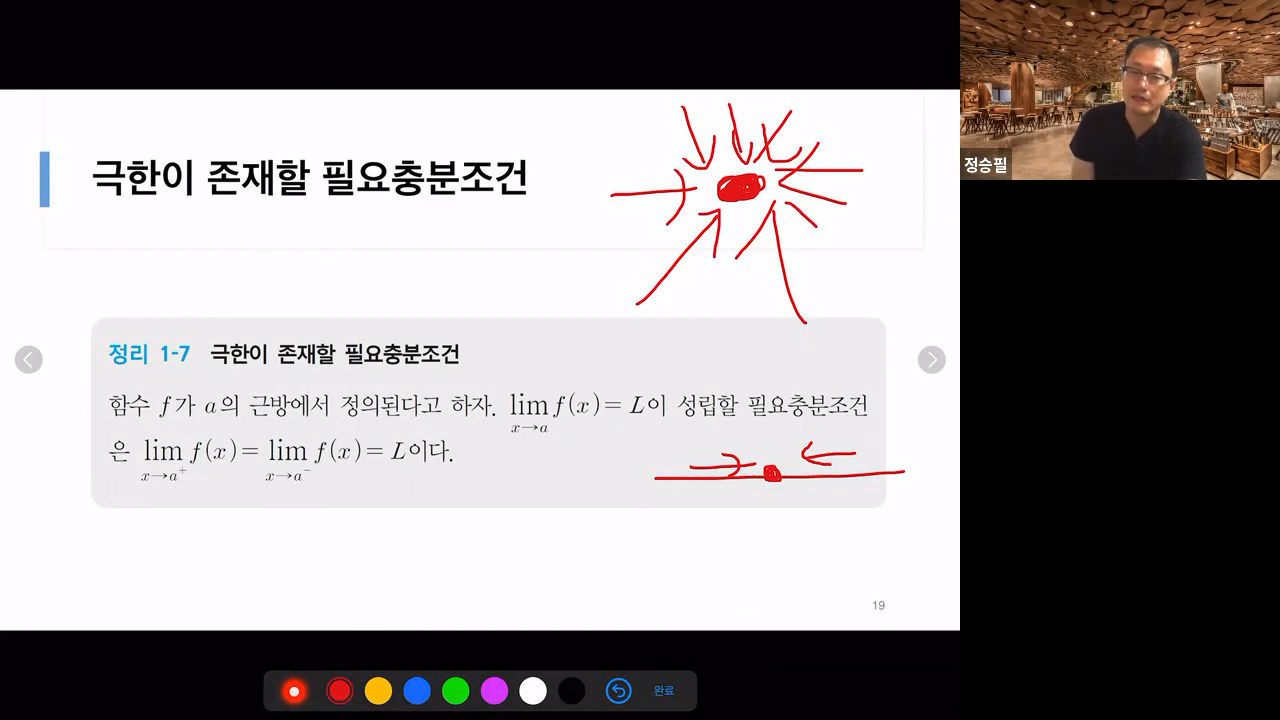 극한이 존재할 필요충분조건
정승필
정리 1-7 극한이 존재할 필요충분조건
함수 f가 a의 근방에서 정의된다고 하자. lim x→a f(x) = L이 성립할 필요충분조건
은 lim x→a⁺ f(x) = lim x→a⁻ f(x) = L이다.
19
완료